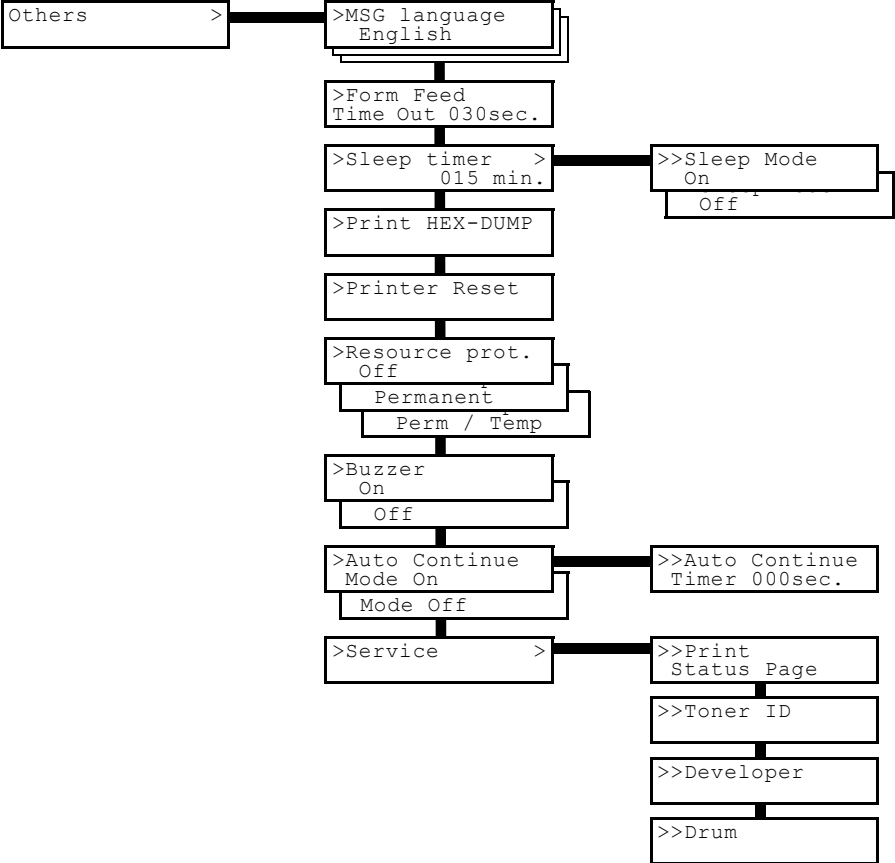 Others >
>MSG language
English
>Form Feed
Time Out 030sec.
>Sleep timer >
015 min.
>>Sleep Mode
On
Off
>Print HEX-DUMP
>Printer Reset
>Resource prot.
Off
Permanent
Perm / Temp
>Buzzer
On
Off
>Auto Continue
Mode On
Mode Off
>>Auto Continue
Timer 000sec.
>Service >
>>Print
Status Page
>>Toner ID
>>Developer
>>Drum